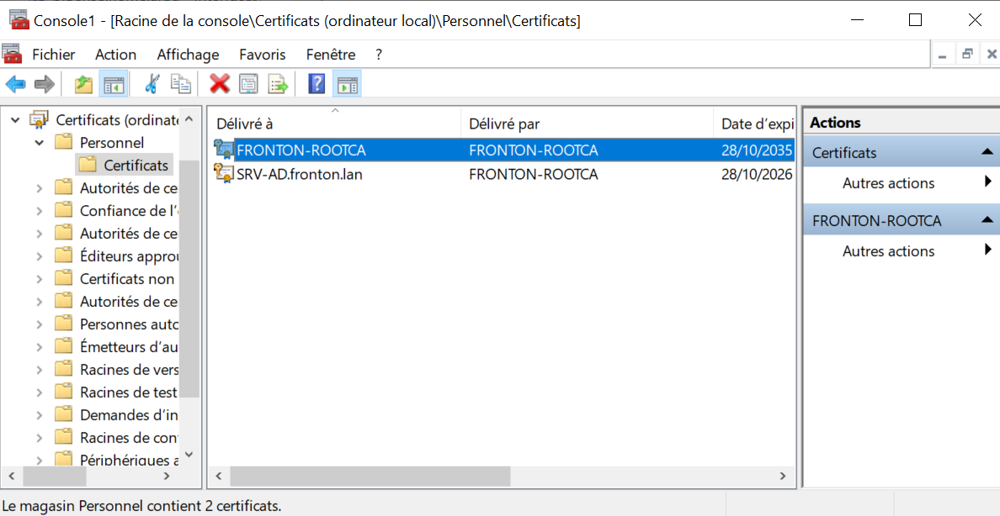 Console1 - [Racine de la console\Certificats (ordinateur local)\Personnel\Certificats]
Fichier Action Affichage Favoris Fenêtre ?
Certificats (ordinate
Personnel
Certificats
Autorités de ce
Confiance de l'
Autorités de ce
Éditeurs approu
Certificats non
Autorités de ce
Personnes auto
Émetteurs d'au
Racines de vers
Racines de test
Demandes d'in
Racines de con
Périphériques a
Délivré à Délivré par Date d'expi
FRONTON-ROOTCA FRONTON-ROOTCA 28/10/2035
SRV-AD.fronton.lan FRONTON-ROOTCA 28/10/2026
Actions
Certificats
Autres actions
FRONTON-ROOTCA
Autres actions
Le magasin Personnel contient 2 certificats.